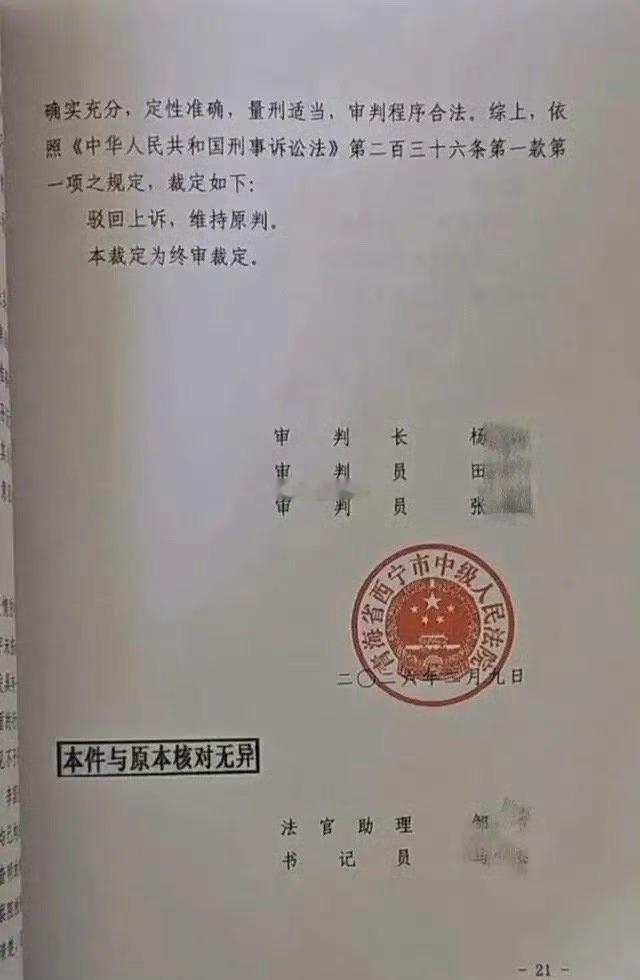 确实充分，定性准确，量刑适当，审判程序合法。综上，依
照《中华人民共和国刑事诉讼法》第二百三十六条第一款第
一项之规定，裁定如下：
驳回上诉，维持原判。
本裁定为终审裁定。
审判长 杨
审判员 田
审判员 张
青海省西宁市中级人民法院
二〇二六年 月九日
本件与原本核对无异
法官助理 邹
书记员 马
- 21 -